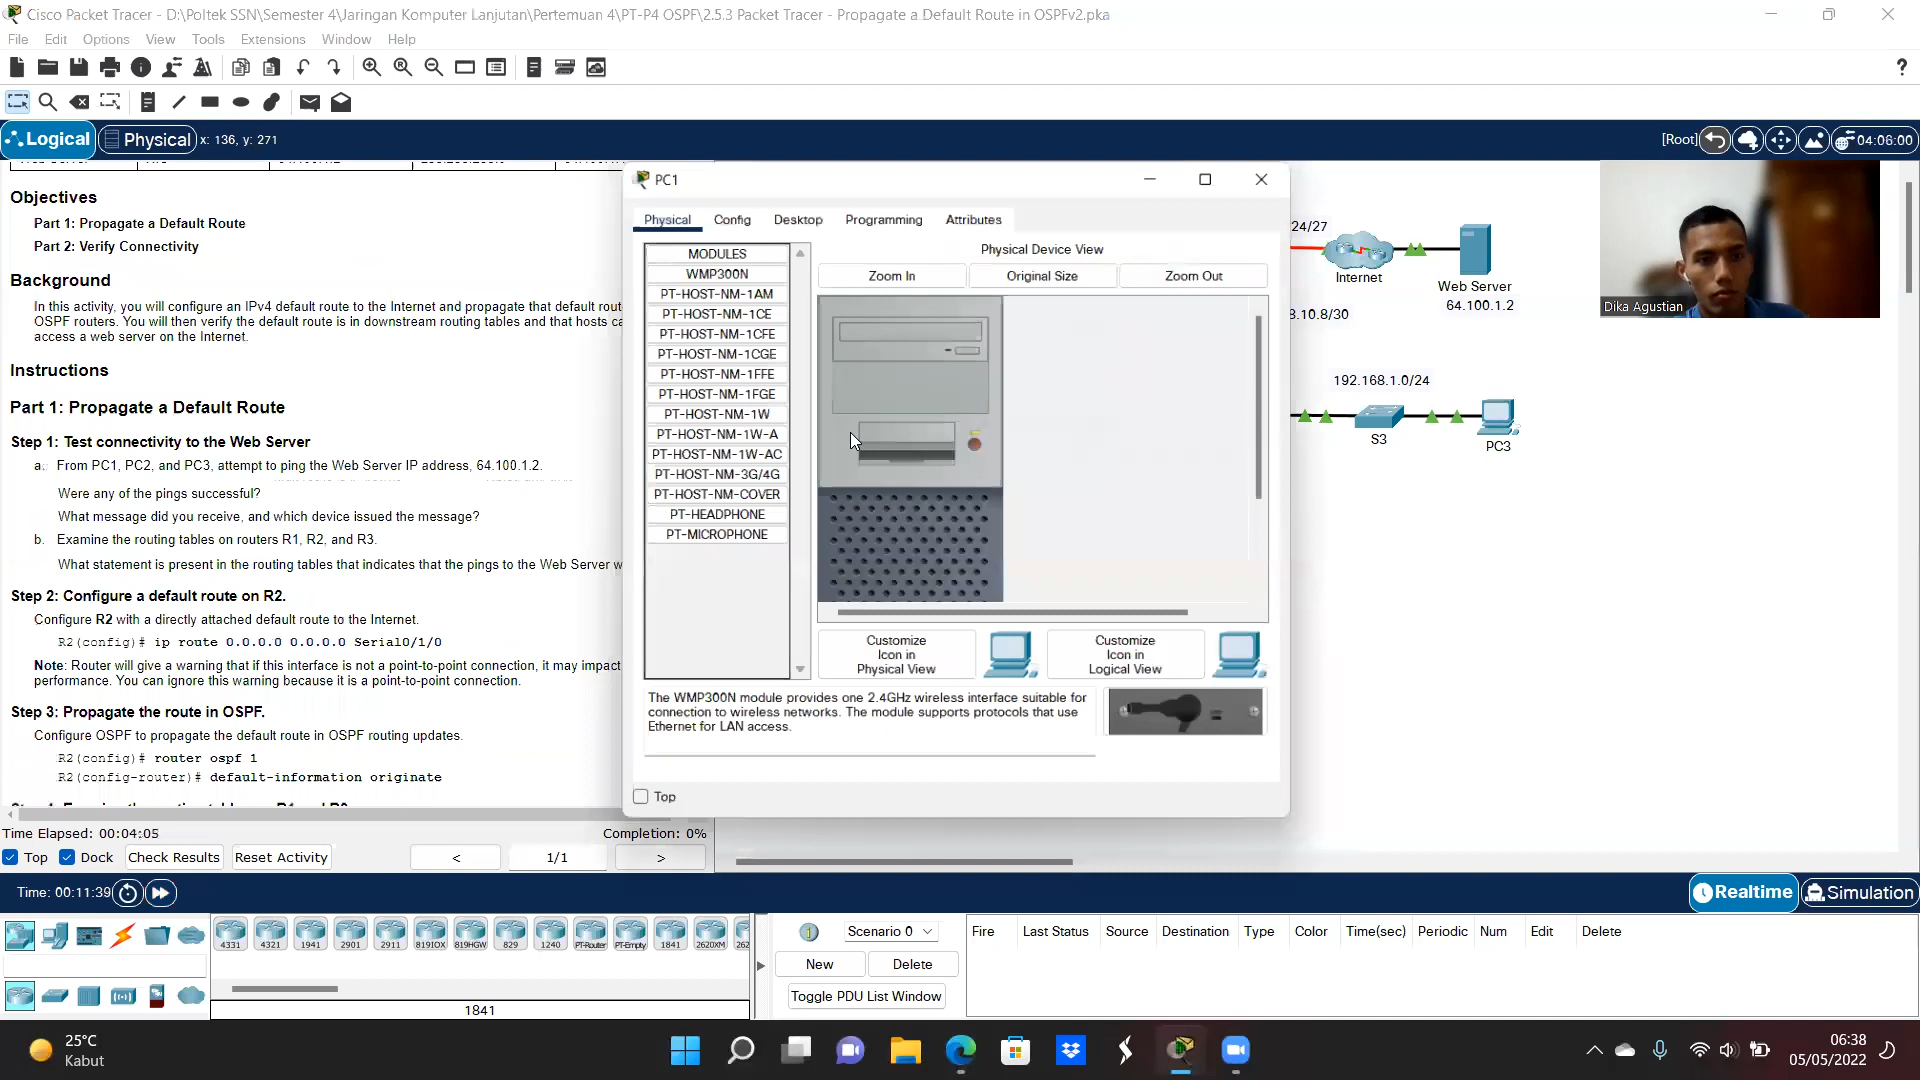 Cisco Packet Tracer - D:\Poltek SSN\Semester 4\Jaringan Komputer Lanjutan\Pertemuan 4\PT-P4 OSPF\2.5.3 Packet Tracer - Propagate a Default Route in OSPFv2.pka
File Edit Options View Tools Extensions Window Help
Logical Physical x: 136, y: 271 [Root] 04:06:00
Objectives
Part 1: Propagate a Default Route
Part 2: Verify Connectivity
Background
In this activity, you will configure an IPv4 default route to the Internet and propagate that default rout
OSPF routers. You will then verify the default route is in downstream routing tables and that hosts ca
access a web server on the Internet.
Instructions
Part 1: Propagate a Default Route
Step 1: Test connectivity to the Web Server
a. From PC1, PC2, and PC3, attempt to ping the Web Server IP address, 64.100.1.2.
Were any of the pings successful?
What message did you receive, and which device issued the message?
b. Examine the routing tables on routers R1, R2, and R3.
What statement is present in the routing tables that indicates that the pings to the Web Server w
Step 2: Configure a default route on R2.
Configure R2 with a directly attached default route to the Internet.
R2(config)# ip route 0.0.0.0 0.0.0.0 Serial0/1/0
Note: Router will give a warning that if this interface is not a point-to-point connection, it may impact
performance. You can ignore this warning because it is a point-to-point connection.
Step 3: Propagate the route in OSPF.
Configure OSPF to propagate the default route in OSPF routing updates.
R2(config)# router ospf 1
R2(config-router)# default-information originate
Time Elapsed: 00:04:05 Completion: 0%
Top Dock Check Results Reset Activity < 1/1 >
PC1
Physical Config Desktop Programming Attributes
MODULES
WMP300N
PT-HOST-NM-1AM
PT-HOST-NM-1CE
PT-HOST-NM-1CFE
PT-HOST-NM-1CGE
PT-HOST-NM-1FFE
PT-HOST-NM-1FGE
PT-HOST-NM-1W
PT-HOST-NM-1W-A
PT-HOST-NM-1W-AC
PT-HOST-NM-3G/4G
PT-HOST-NM-COVER
PT-HEADPHONE
PT-MICROPHONE
Physical Device View
Zoom In Original Size Zoom Out
Customize
Icon in
Physical View
Customize
Icon in
Logical View
The WMP300N module provides one 2.4GHz wireless interface suitable for
connection to wireless networks. The module supports protocols that use
Ethernet for LAN access.
Top
24/27
Internet
Web Server
64.100.1.2
8.10.8/30
192.168.1.0/24
S3
PC3
Dika Agustian
Time: 00:11:39 Realtime Simulation
4331 4321 1941 2901 2911 819IOX 819HGW 829 1240 PT-Router PT-Empty 1841 2620XM 262
1841
Scenario 0
New Delete
Toggle PDU List Window
Fire Last Status Source Destination Type Color Time(sec) Periodic Num Edit Delete
25°C
Kabut
06:38
05/05/2022